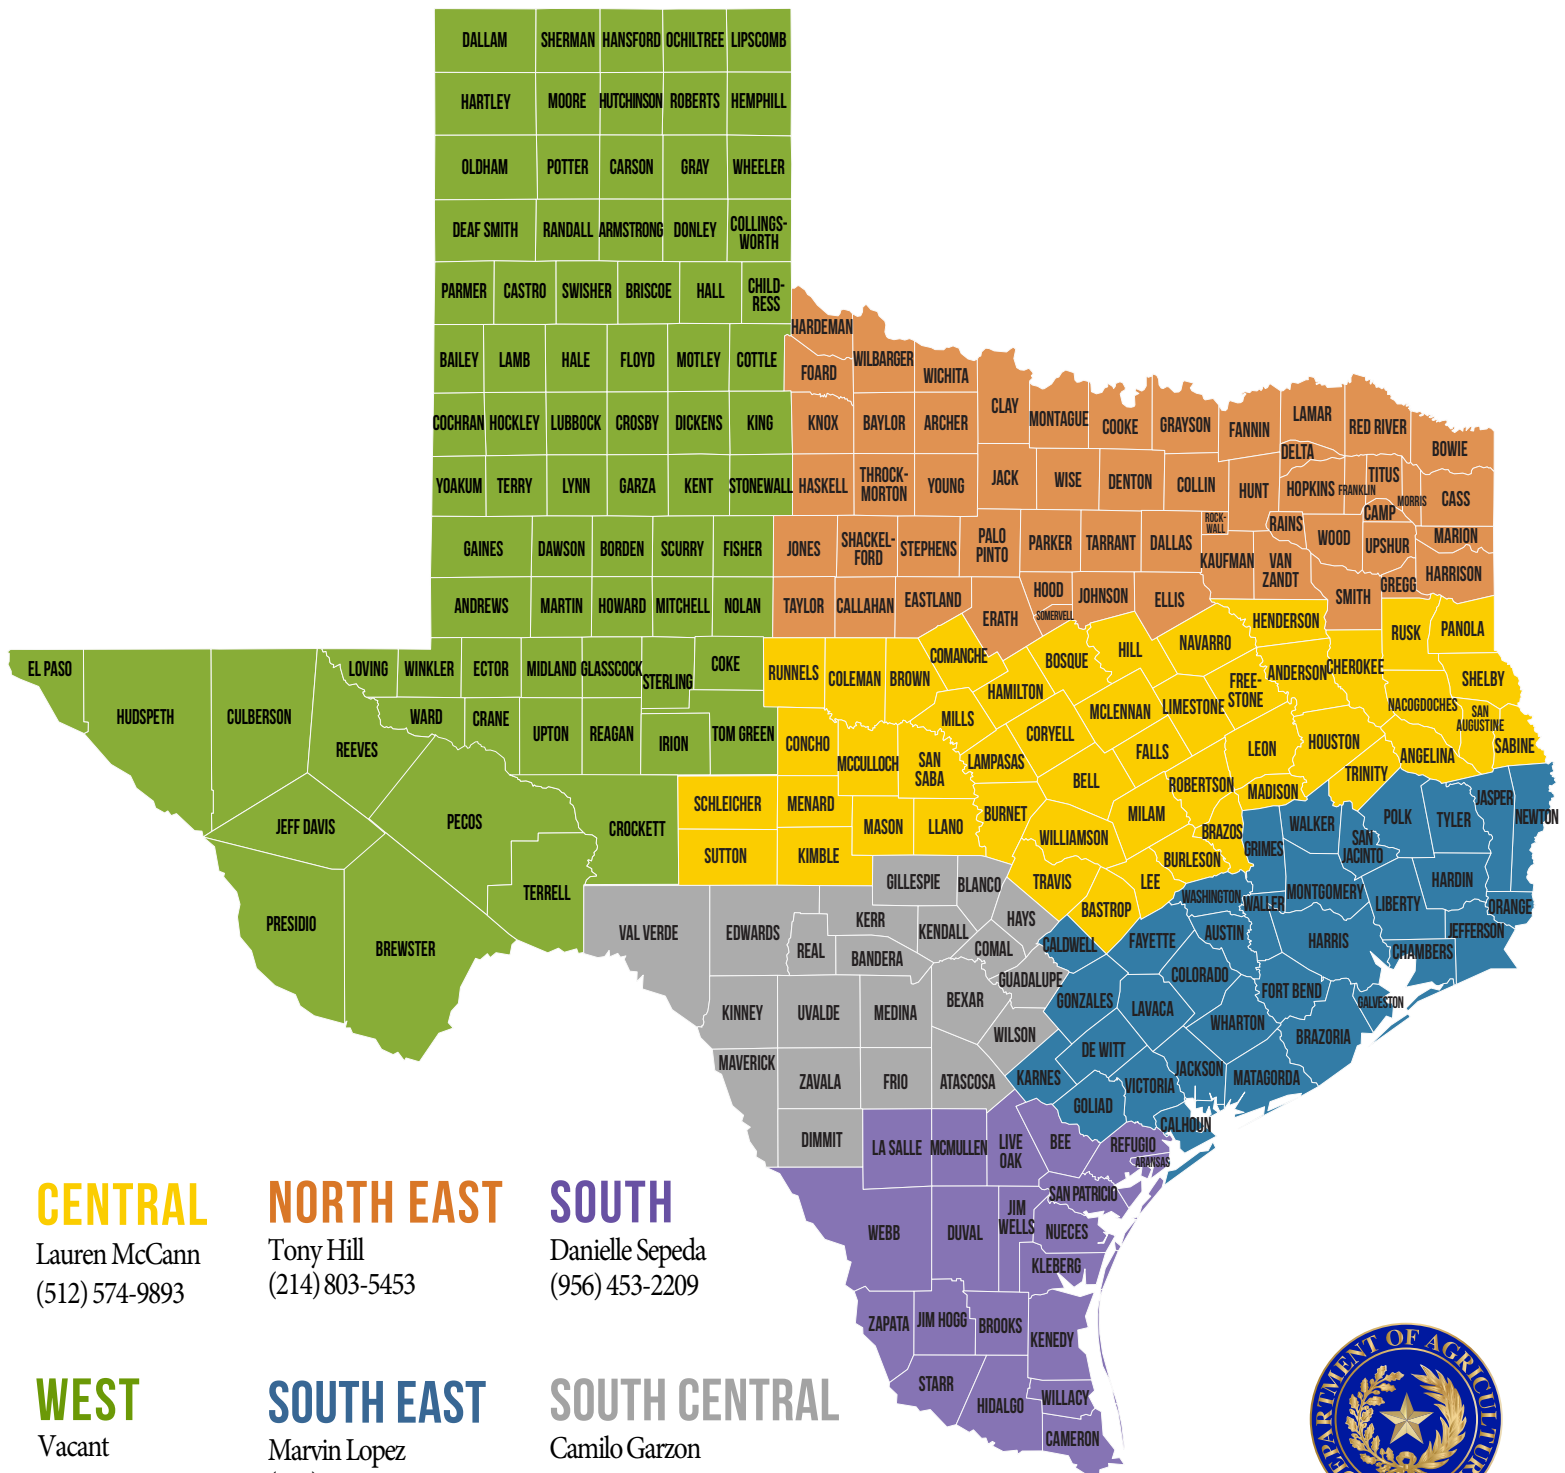 DALLAM SHERMAN HANSFORD OCHILTREE LIPSCOMB
HARTLEY MOORE HUTCHINSON ROBERTS HEMPHILL
OLDHAM POTTER CARSON GRAY WHEELER
DEAF SMITH RANDALL ARMSTRONG DONLEY COLLINGS-
WORTH
PARMER CASTRO SWISHER BRISCOE HALL CHILD-
RESS
HARDEMAN
BAILEY LAMB HALE FLOYD MOTLEY COTTLE FOARD WILBARGER WICHITA
COCHRAN HOCKLEY LUBBOCK CROSBY DICKENS KING KNOX BAYLOR ARCHER CLAY MONTAGUE COOKE GRAYSON FANNIN LAMAR RED RIVER BOWIE
DELTA
YOAKUM TERRY LYNN GARZA KENT STONEWALL HASKELL THROCK-
MORTON YOUNG JACK WISE DENTON COLLIN HUNT HOPKINS FRANKLIN TITUS MORRIS CASS
CAMP
ROCK-
WALL RAINS
GAINES DAWSON BORDEN SCURRY FISHER JONES SHACKEL-
FORD STEPHENS PALO
PINTO PARKER TARRANT DALLAS KAUFMAN VAN
ZANDT WOOD UPSHUR MARION
HARRISON
GREGG
ANDREWS MARTIN HOWARD MITCHELL NOLAN TAYLOR CALLAHAN EASTLAND ERATH HOOD SOMERVELL JOHNSON ELLIS SMITH
HENDERSON RUSK PANOLA
EL PASO LOVING WINKLER ECTOR MIDLAND GLASSCOCK STERLING COKE RUNNELS COLEMAN BROWN COMANCHE BOSQUE HILL NAVARRO ANDERSON CHEROKEE SHELBY
HUDSPETH CULBERSON REEVES WARD CRANE UPTON REAGAN IRION TOM GREEN CONCHO MILLS HAMILTON CORYELL MCLENNAN LIMESTONE FREE-
STONE NACOGDOCHES SAN
AUGUSTINE SABINE
MCCULLOCH SAN
SABA LAMPASAS BELL FALLS LEON HOUSTON TRINITY ANGELINA
JEFF DAVIS PECOS CROCKETT SCHLEICHER MENARD MASON LLANO BURNET WILLIAMSON MILAM ROBERTSON MADISON JASPER NEWTON
WALKER SAN
JACINTO POLK TYLER
TERRELL SUTTON KIMBLE TRAVIS LEE BURLESON BRAZOS GRIMES
PRESIDIO BREWSTER VAL VERDE EDWARDS GILLESPIE BLANCO BASTROP WASHINGTON WALLER MONTGOMERY LIBERTY HARDIN ORANGE
REAL KERR KENDALL HAYS CALDWELL FAYETTE AUSTIN HARRIS CHAMBERS JEFFERSON
BANDERA COMAL GUADALUPE
KINNEY UVALDE MEDINA BEXAR WILSON GONZALES LAVACA COLORADO FORT BEND GALVESTON
WHARTON BRAZORIA
MAVERICK ZAVALA FRIO ATASCOSA KARNES DE WITT VICTORIA JACKSON MATAGORDA
GOLIAD CALHOUN
DIMMIT LA SALLE MCMULLEN LIVE
OAK BEE REFUGIO
ARANSAS
SAN PATRICIO
WEBB DUVAL JIM
WELLS NUECES
KLEBERG
ZAPATA JIM HOGG BROOKS KENEDY
STARR HIDALGO WILLACY
CAMERON
CENTRAL
Lauren McCann
(512) 574-9893
NORTH EAST
Tony Hill
(214) 803-5453
SOUTH
Danielle Sepeda
(956) 453-2209
WEST
Vacant
SOUTH EAST
Marvin Lopez
SOUTH CENTRAL
Camilo Garzon
EPARTMENT OF AGRICULTUR